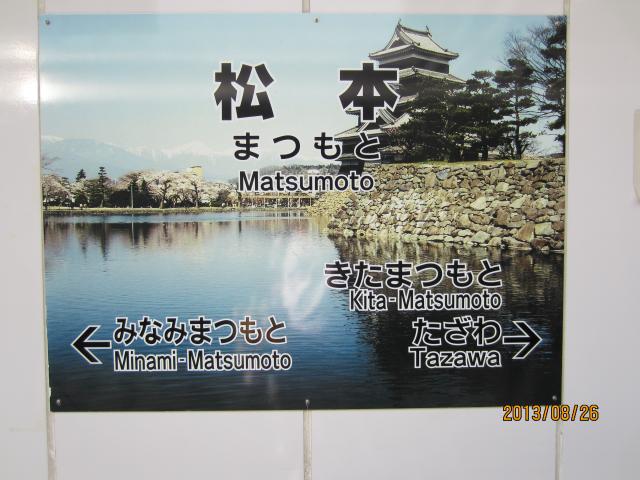 松本
まつもと
Matsumoto
きたまつもと
Kita-Matsumoto
みなみまつもと
Minami-Matsumoto
たざわ
Tazawa
2013/08/26